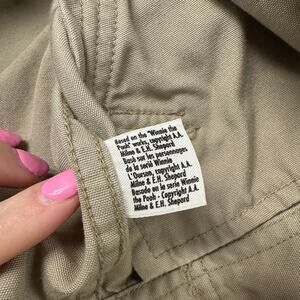 Based on the "Winnie the
Pooh" works, copyright A.A.
Milne & E.H. Shepard
Basé sur les personnages
de la série Winnie
L'Ourson, copyright A.A.
Milne & E.H. Shepard
Basado en la serie Winnie
the Pooh - Copyright A.A.
Milne & E.H. Shepard